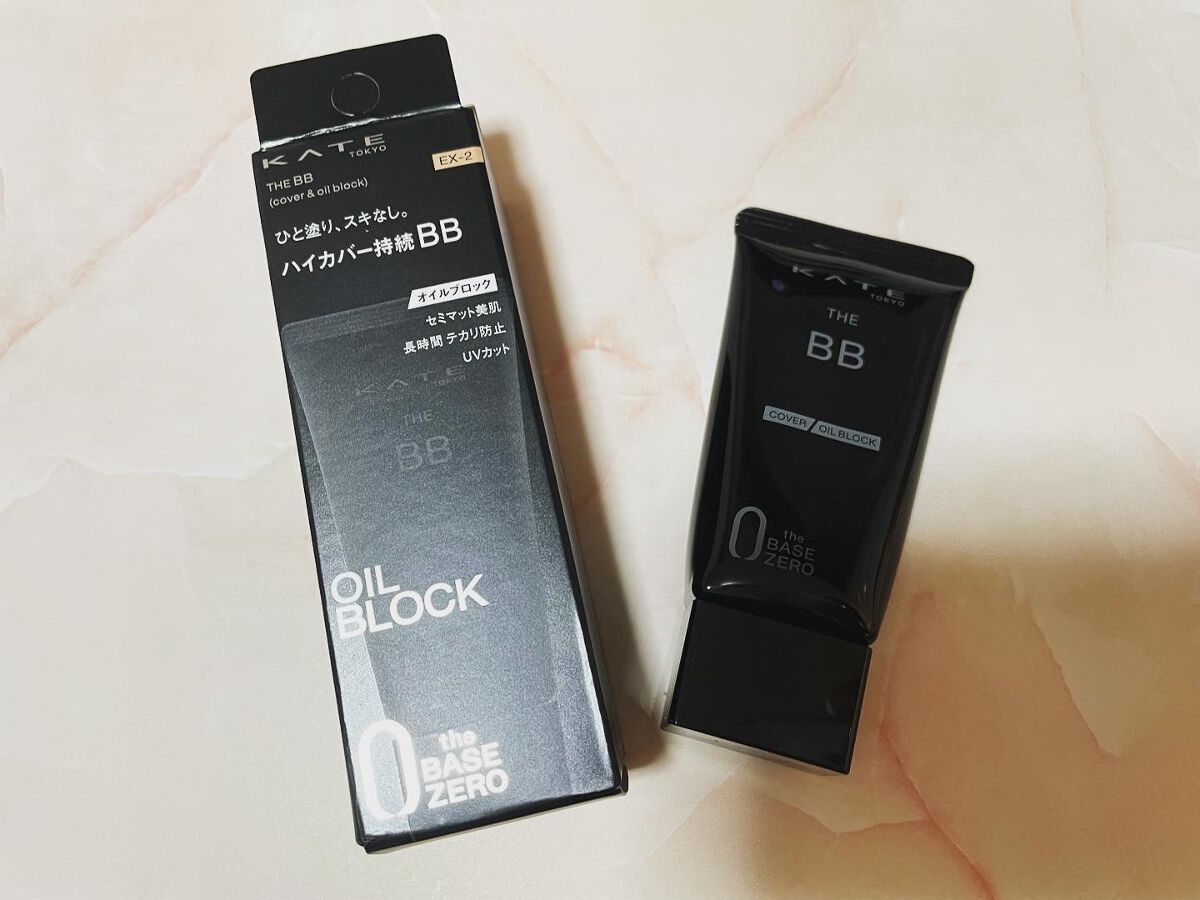 KATE
TOKYO
EX-2
THE BB
(cover & oil block)
ひと塗り、スキなし。
ハイカバー持続BB
オイルブロック
セミマット美肌
長時間 テカリ防止
UVカット
KATE
TOKYO
THE
BB
OIL
BLOCK
0 the
BASE
ZERO
KATE
TOKYO
THE
BB
COVER / OIL BLOCK
0 the
BASE
ZERO